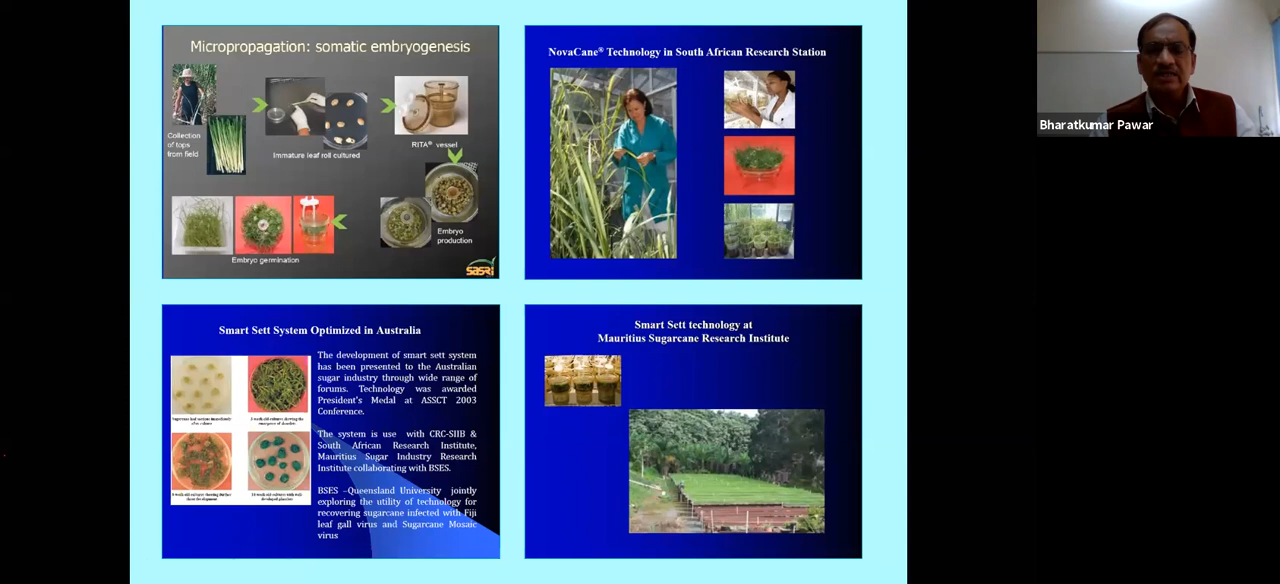 Micropropagation: somatic embryogenesis
Collection
of tops
from field
Immature leaf roll cultured
RITA® vessel
Embryo
production
Embryo germination
SASRI
NovaCane® Technology in South African Research Station
Smart Sett System Optimized in Australia
The development of smart sett system
has been presented to the Australian
sugar industry through wide range of
forums. Technology was awarded
President's Medal at ASSCT 2003
Conference.
The system is use with CRC-SIIB &
South African Research Institute,
Mauritius Sugar Industry Research
Institute collaborating with BSES.
BSES –Queensland University jointly
exploring the utility of technology for
recovering sugarcane infected with Fiji
leaf gall virus and Sugarcane Mosaic
virus
Smart Sett technology at
Mauritius Sugarcane Research Institute
Bharatkumar Pawar